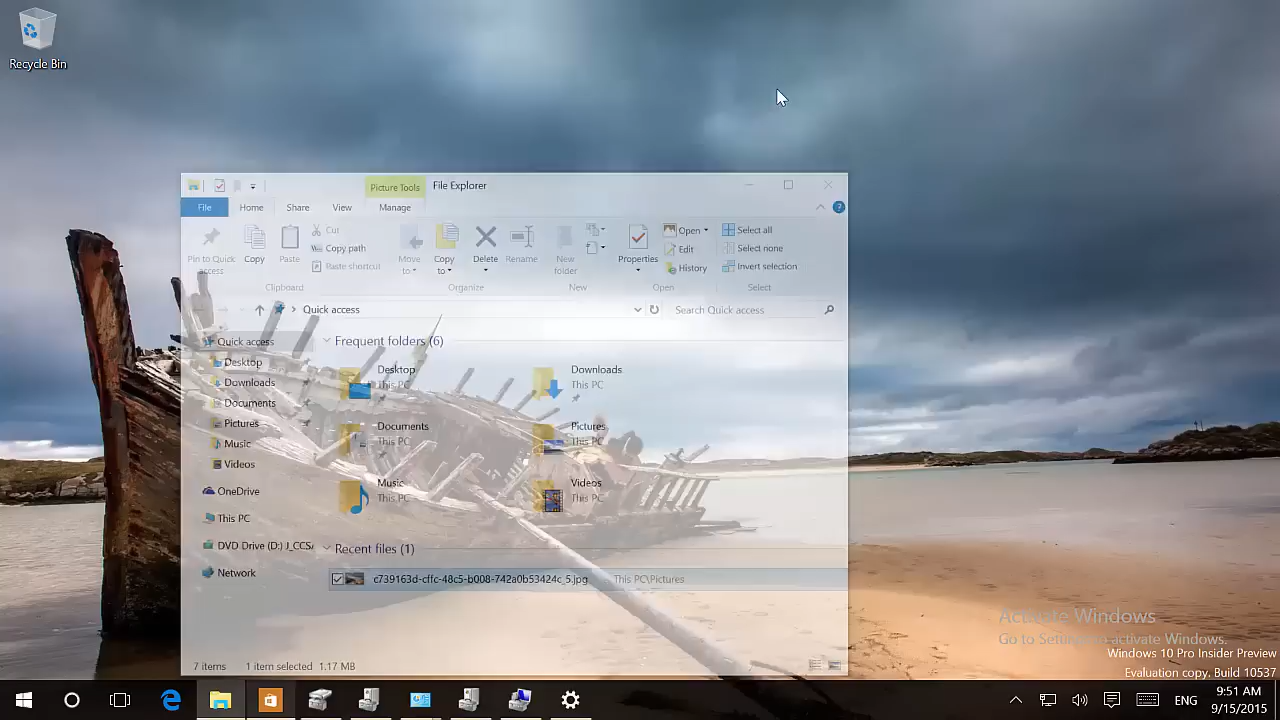 Recycle Bin
Picture Tools
File Explorer
File
Home
Share
View
Manage
Pin to Quick access
Copy
Paste
Cut
Copy path
Paste shortcut
Clipboard
Move to
Copy to
Delete
Rename
Organize
New folder
New
Properties
Open
Edit
History
Open
Select all
Select none
Invert selection
Select
Quick access
Search Quick access
Quick access
Desktop
Downloads
Documents
Pictures
Music
Videos
OneDrive
This PC
DVD Drive (D:) J_CCSA
Network
Frequent folders (6)
Desktop
This PC
Downloads
This PC
Documents
This PC
Pictures
This PC
Music
This PC
Videos
This PC
Recent files (1)
c739163d-cffc-48c5-b008-742a0b53424c_5.jpg
This PC\Pictures
7 items
1 item selected 1.17 MB
Activate Windows
Go to Settings to activate Windows.
Windows 10 Pro Insider Preview
Evaluation copy. Build 10537
ENG
9:51 AM
9/15/2015